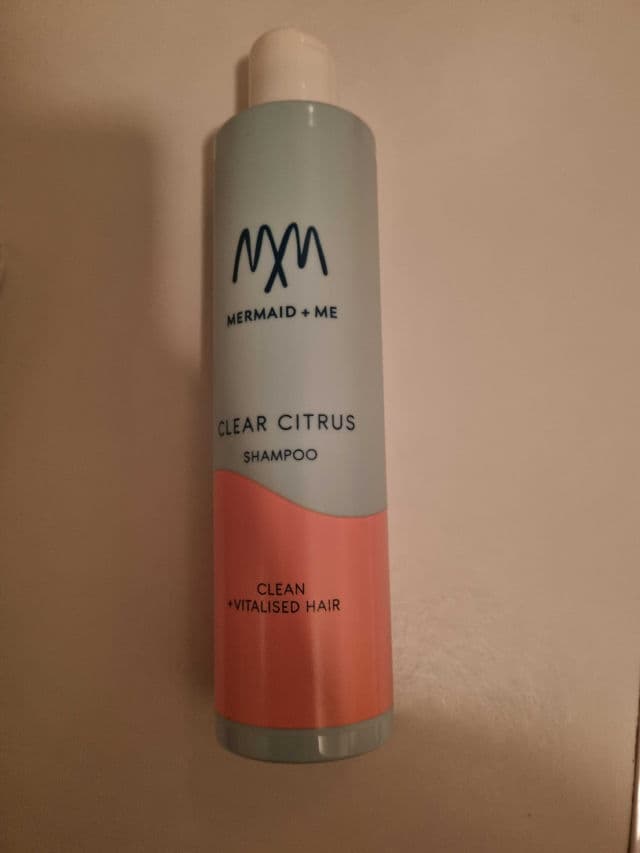 MXM
MERMAID + ME
CLEAR CITRUS
SHAMPOO
CLEAN
+VITALISED HAIR